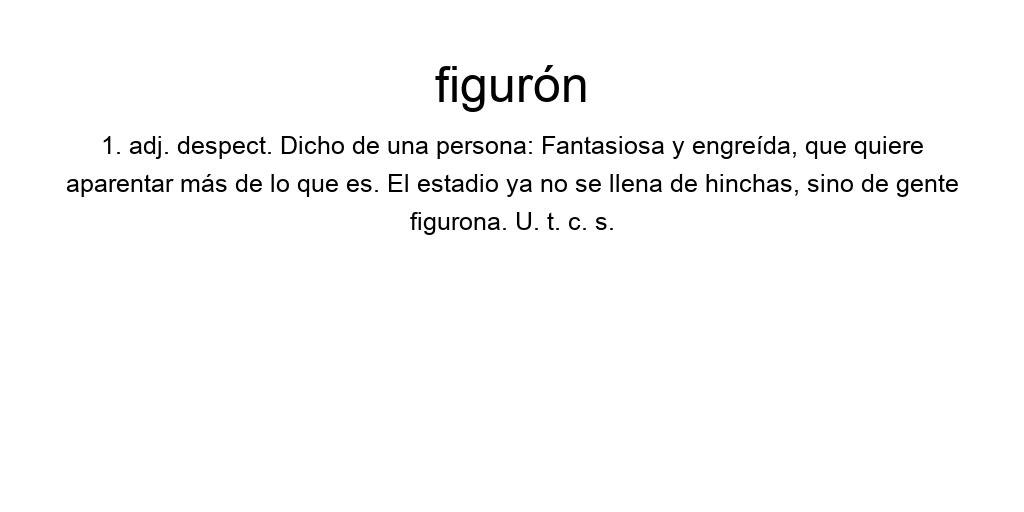 figurón
1. adj. despect. Dicho de una persona: Fantasiosa y engreída, que quiere
aparentar más de lo que es. El estadio ya no se llena de hinchas, sino de gente
figurona. U. t. c. s.